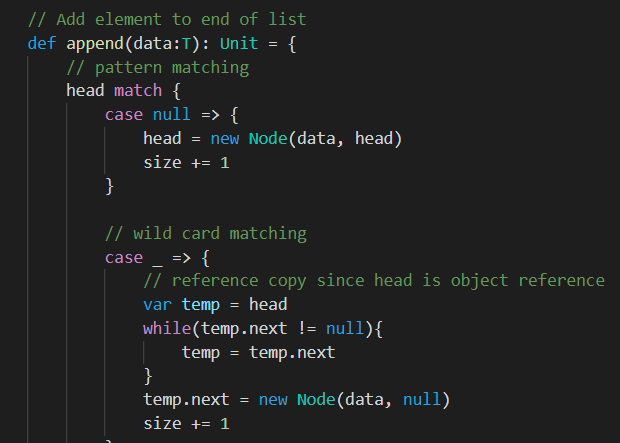 // Add element to end of list
def append(data:T): Unit = {
// pattern matching
head match {
case null => {
head = new Node(data, head)
size += 1
}
// wild card matching
case _ => {
// reference copy since head is object reference
var temp = head
while(temp.next != null){
temp = temp.next
}
temp.next = new Node(data, null)
size += 1